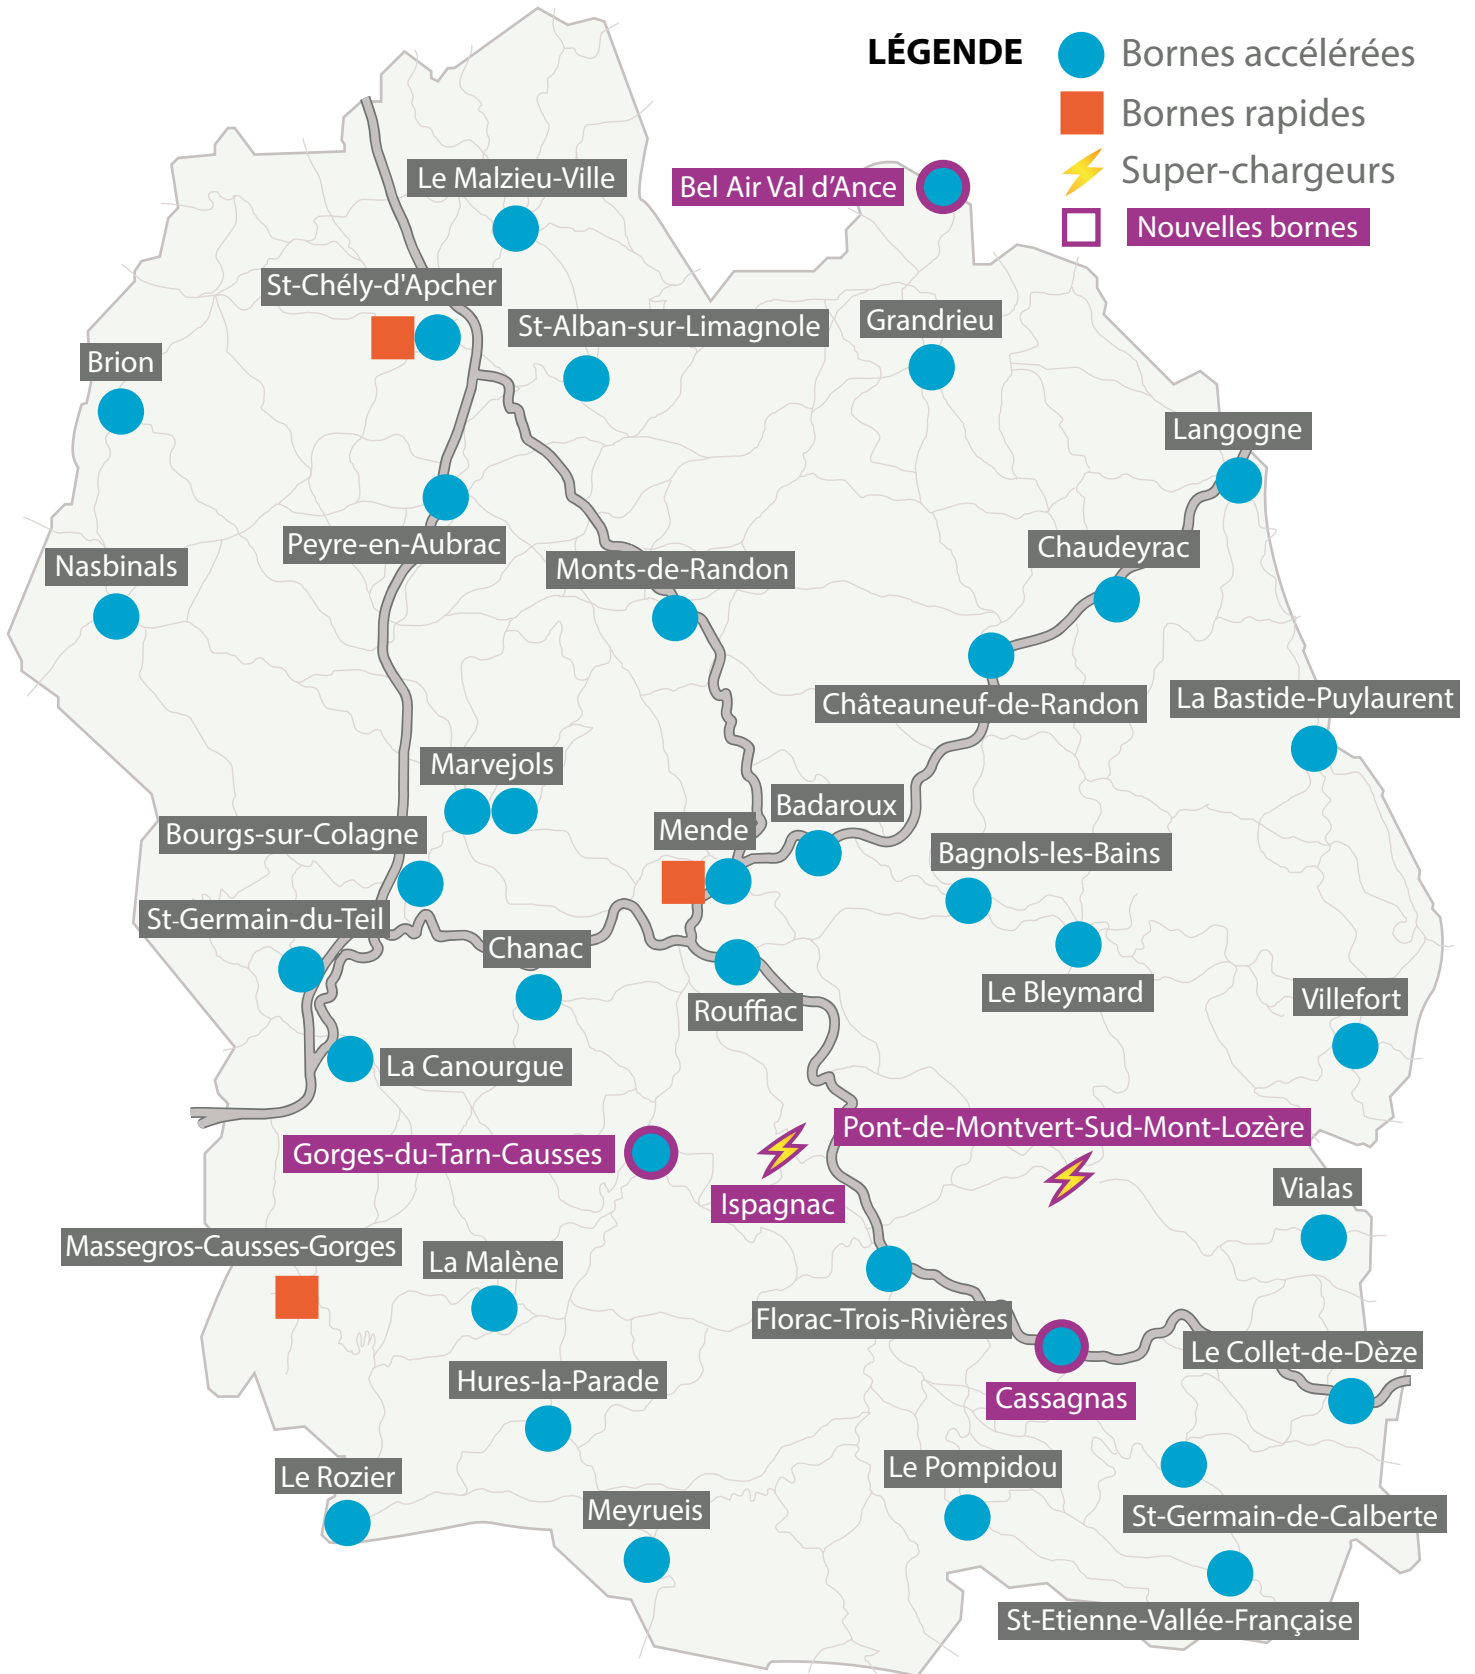 LÉGENDE
Bornes accélérées
Bornes rapides
Super-chargeurs
Nouvelles bornes
Le Malzieu-Ville
Bel Air Val d’Ance
St-Chély-d'Apcher
St-Alban-sur-Limagnole
Grandrieu
Brion
Langogne
Peyre-en-Aubrac
Chaudeyrac
Nasbinals
Monts-de-Randon
Châteauneuf-de-Randon
La Bastide-Puylaurent
Marvejols
Badaroux
Bourgs-sur-Colagne
Mende
Bagnols-les-Bains
St-Germain-du-Teil
Chanac
Le Bleymard
Villefort
Rouffiac
La Canourgue
Pont-de-Montvert-Sud-Mont-Lozère
Gorges-du-Tarn-Causses
Ispagnac
Vialas
Massegros-Causses-Gorges
La Malène
Florac-Trois-Rivières
Le Collet-de-Dèze
Hures-la-Parade
Cassagnas
Le Rozier
Le Pompidou
Meyrueis
St-Germain-de-Calberte
St-Etienne-Vallée-Française